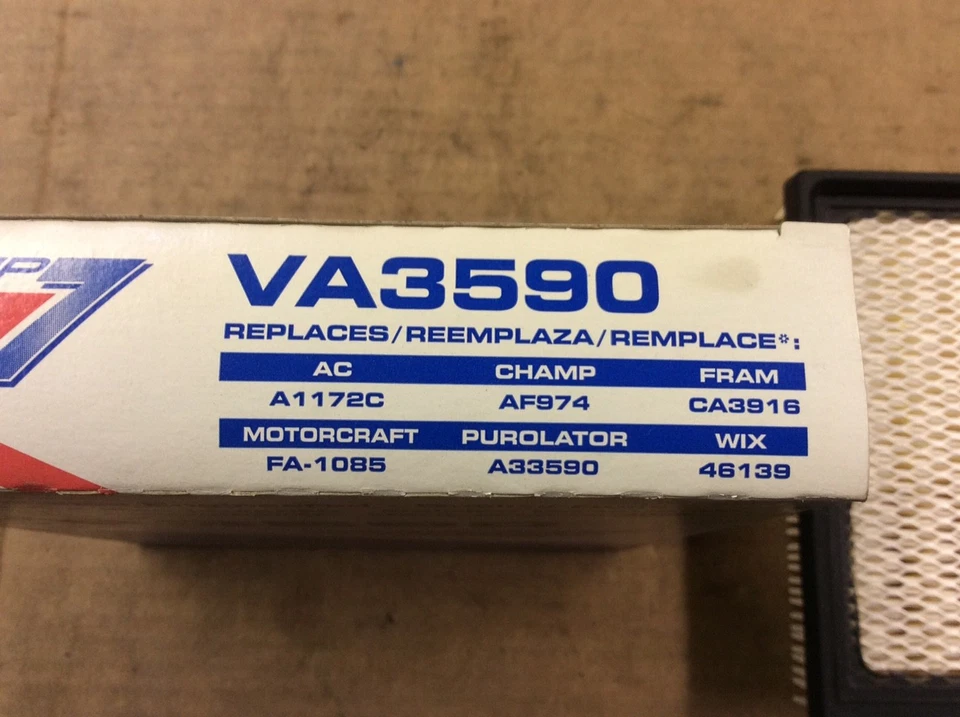 VA3590
REPLACES/REEMPLAZA/REMPLACE*:
AC CHAMP FRAM
A1172C AF974 CA3916
MOTORCRAFT PUROLATOR WIX
FA-1085 A33590 46139